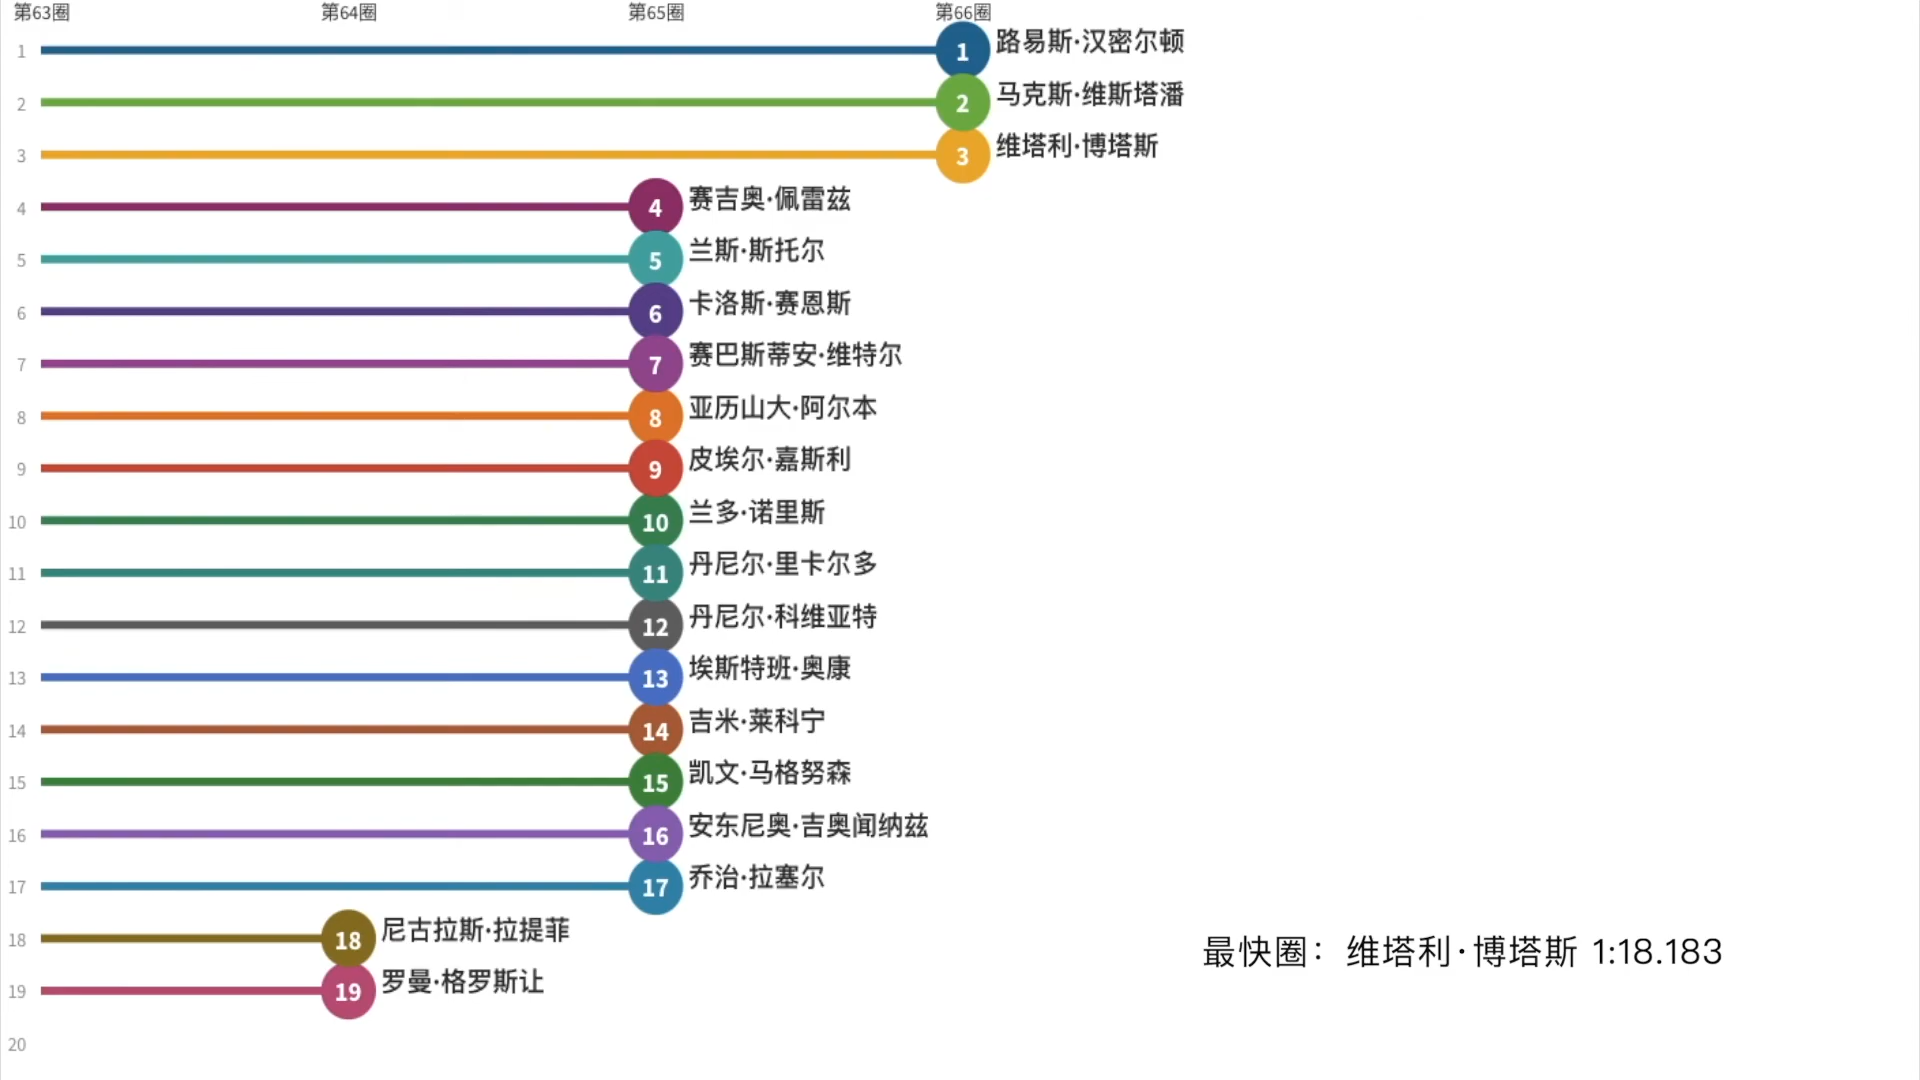 第63圈 第64圈 第65圈 第66圈
1 1 路易斯·汉密尔顿
2 2 马克斯·维斯塔潘
3 3 维塔利·博塔斯
4 4 赛吉奥·佩雷兹
5 5 兰斯·斯托尔
6 6 卡洛斯·赛恩斯
7 7 赛巴斯蒂安·维特尔
8 8 亚历山大·阿尔本
9 9 皮埃尔·嘉斯利
10 10 兰多·诺里斯
11 11 丹尼尔·里卡尔多
12 12 丹尼尔·科维亚特
13 13 埃斯特班·奥康
14 14 吉米·莱科宁
15 15 凯文·马格努森
16 16 安东尼奥·吉奥闻纳兹
17 17 乔治·拉塞尔
18 18 尼古拉斯·拉提菲
19 19 罗曼·格罗斯让
20
最快圈：维塔利·博塔斯 1:18.183